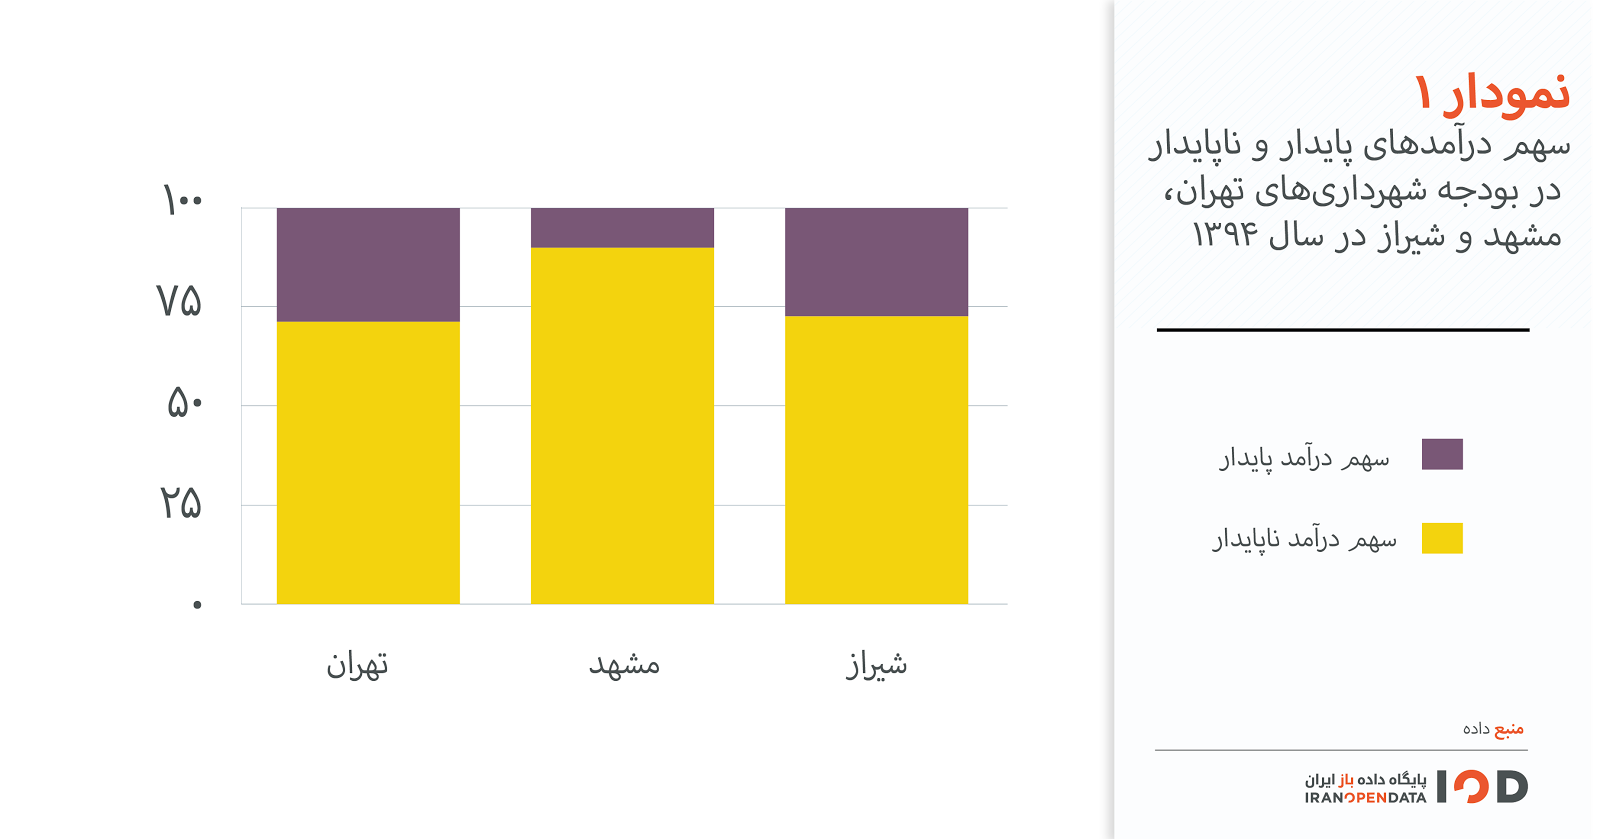 نمودار ۱
سهم درآمدهای پایدار و ناپایدار
در بودجه شهرداری‌های تهران،
مشهد و شیراز در سال ۱۳۹۴
سهم درآمد پایدار
سهم درآمد ناپایدار
۱۰۰
۷۵
۵۰
۲۵
۰
تهران
مشهد
شیراز
منبع داده
پایگاه داده باز ایران
IRANOPENDATA
IOD